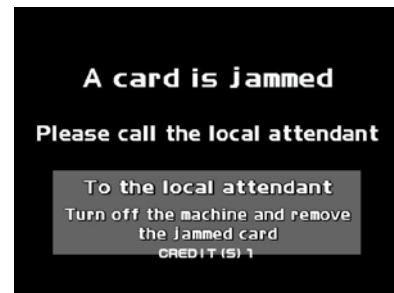 A card is jammed
Please call the local attendant
To the local attendant
Turn off the machine and remove
the jammed card
CREDIT(S) 1